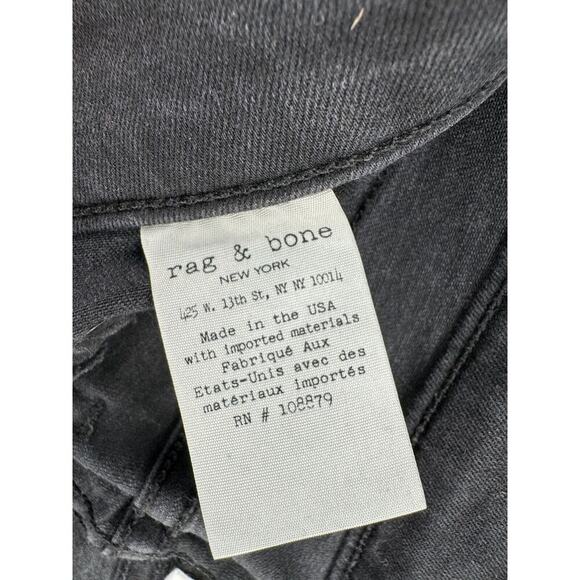 rag & bone
NEW YORK
425 W. 13th St, NY NY 10014
Made in the USA
with imported materials
Fabriqué Aux
Etats-Unis avec des
matériaux importés
RN # 108879